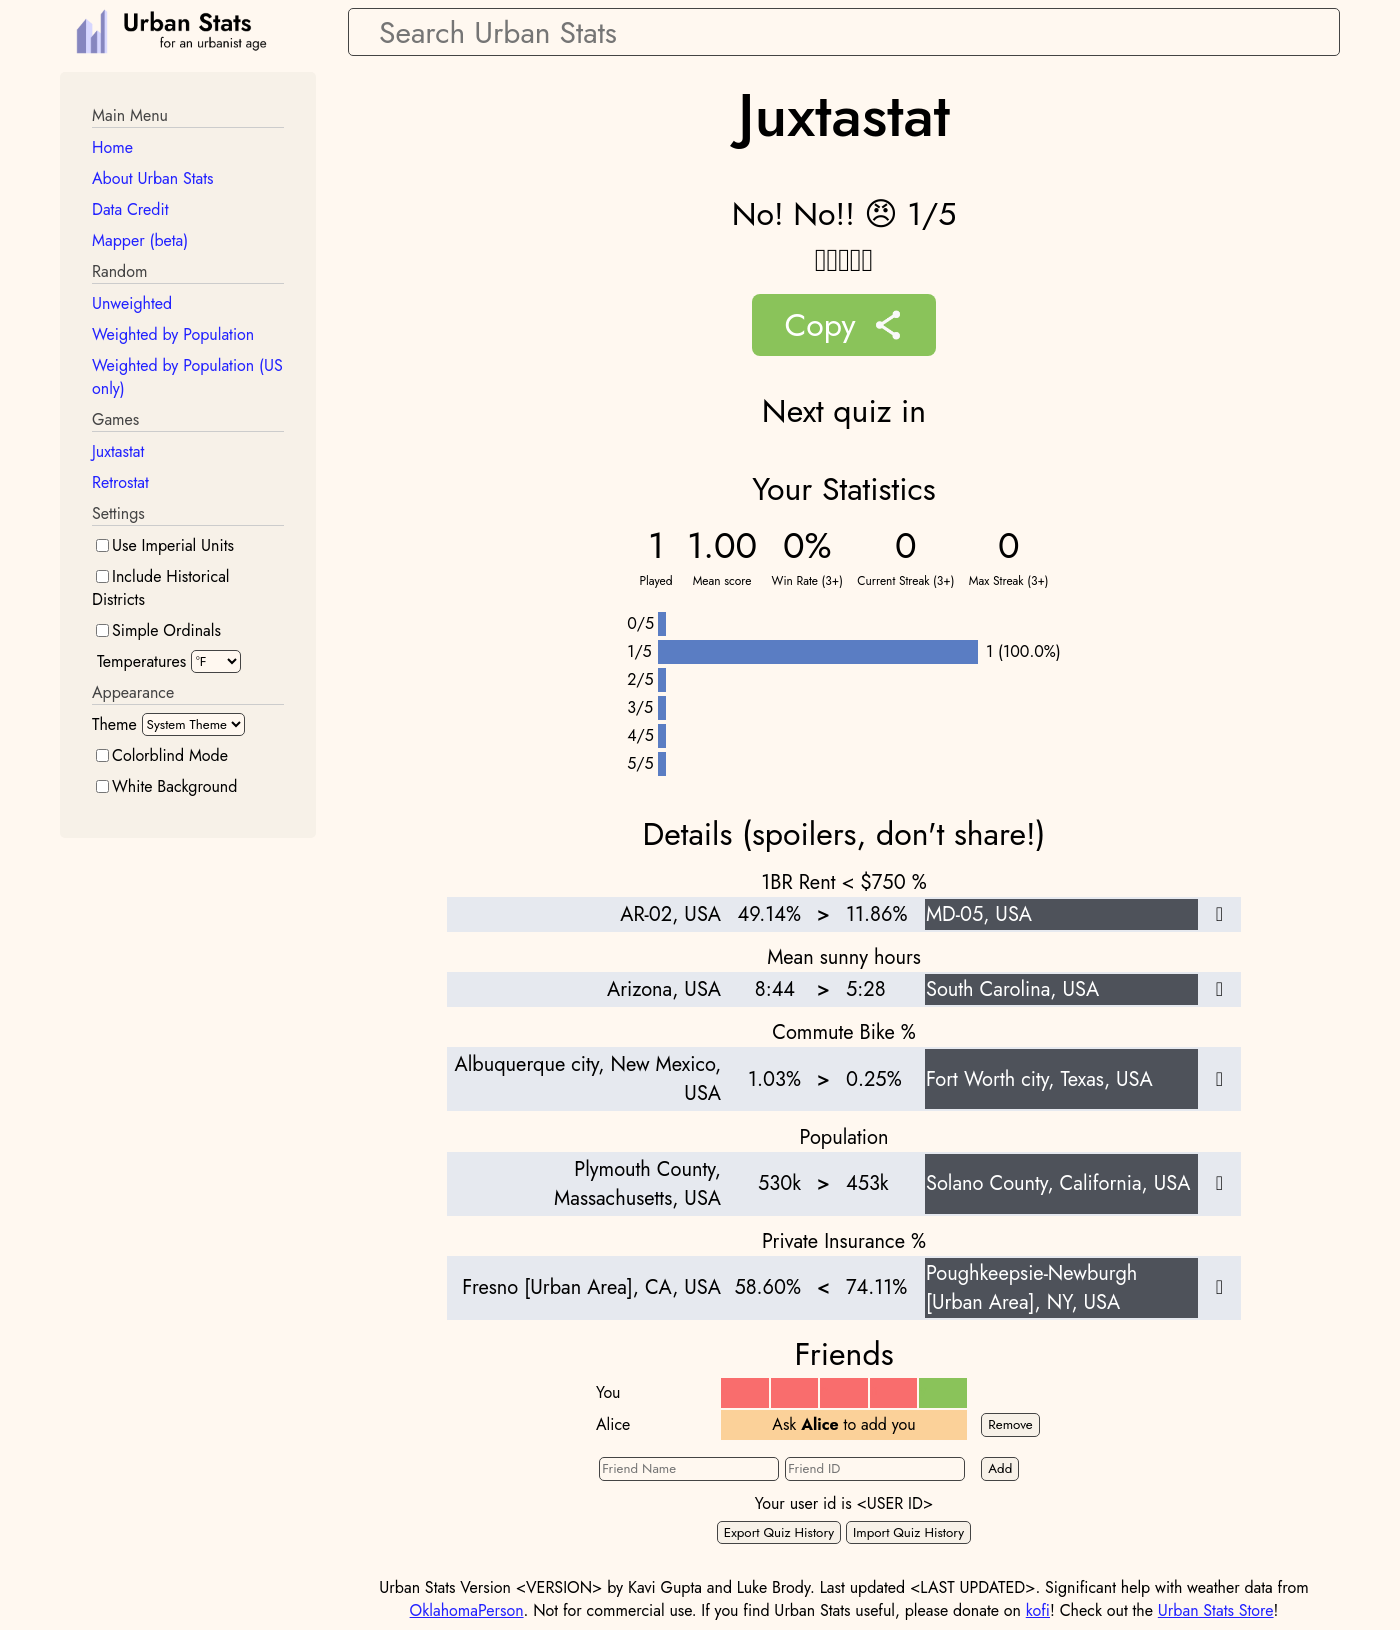 Urban Stats
for an urbanist age
Search Urban Stats
Main Menu
Home
About Urban Stats
Data Credit
Mapper (beta)
Random
Unweighted
Weighted by Population
Weighted by Population (US
only)
Games
Juxtastat
Retrostat
Settings
Use Imperial Units
Include Historical
Districts
Simple Ordinals
Temperatures °F
Appearance
Theme System Theme
Colorblind Mode
White Background
Juxtastat
No! No!! 😠 1/5
Copy
Next quiz in
Your Statistics
1 1.00 0% 0 0
Played Mean score Win Rate (3+) Current Streak (3+) Max Streak (3+)
0/5
1/5 1 (100.0%)
2/5
3/5
4/5
5/5
Details (spoilers, don't share!)
1BR Rent < $750 %
AR-02, USA 49.14% > 11.86% MD-05, USA
Mean sunny hours
Arizona, USA 8:44 > 5:28 South Carolina, USA
Commute Bike %
Albuquerque city, New Mexico,
USA 1.03% > 0.25% Fort Worth city, Texas, USA
Population
Plymouth County,
Massachusetts, USA 530k > 453k Solano County, California, USA
Private Insurance %
Fresno [Urban Area], CA, USA 58.60% < 74.11% Poughkeepsie-Newburgh
[Urban Area], NY, USA
Friends
You
Alice Ask Alice to add you Remove
Friend Name Friend ID Add
Your user id is <USER ID>
Export Quiz History Import Quiz History
Urban Stats Version <VERSION> by Kavi Gupta and Luke Brody. Last updated <LAST UPDATED>. Significant help with weather data from
OklahomaPerson. Not for commercial use. If you find Urban Stats useful, please donate on kofi! Check out the Urban Stats Store!